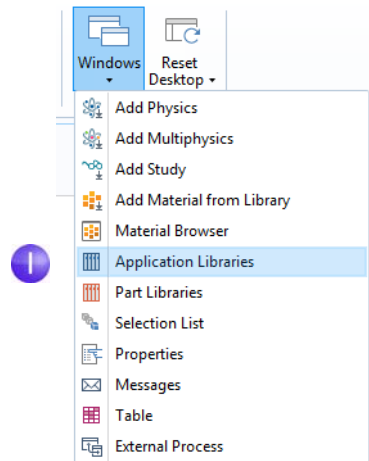 Windows Reset
Desktop
Add Physics
Add Multiphysics
Add Study
Add Material from Library
Material Browser
1 Application Libraries
Part Libraries
Selection List
Properties
Messages
Table
External Process